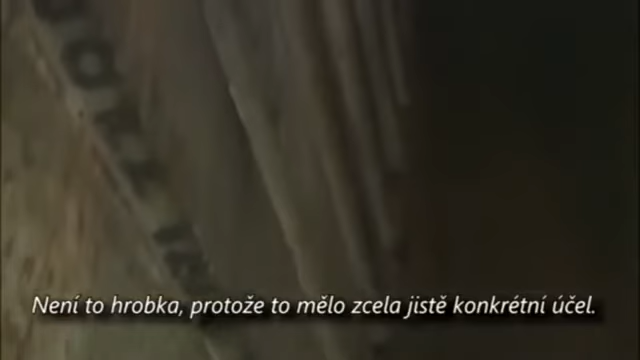 Není to hrobka, protože to mělo zcela jistě konkrétní účel.